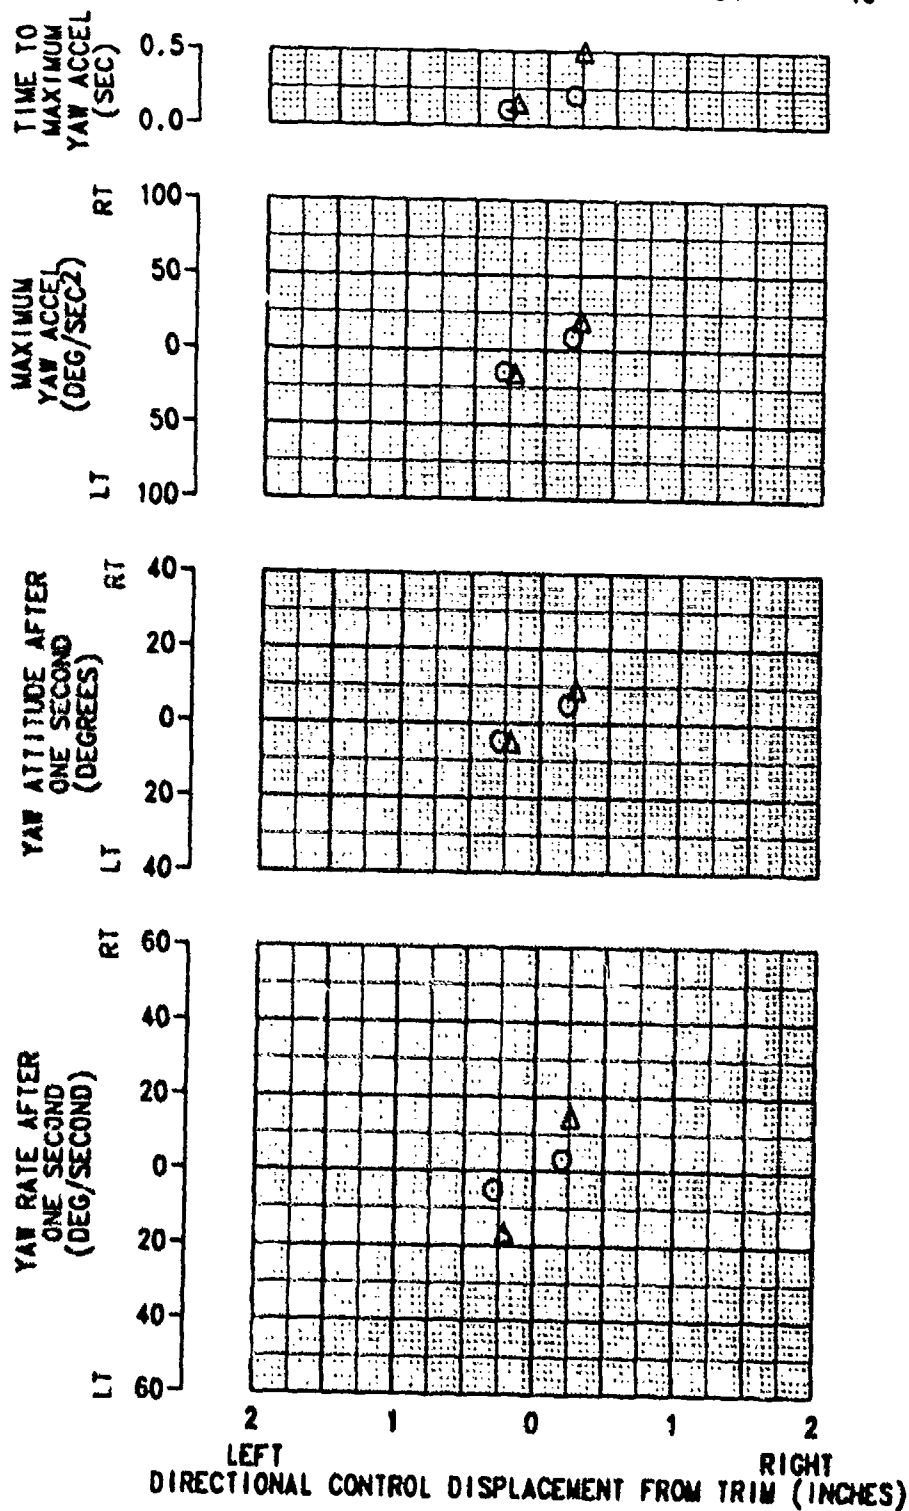 TIME TO
MAXIMUM
YAW ACCEL
(SEC)
0.5
0.0
MAXIMUM
YAW ACCEL
(DEG/SEC2)
RT
LT
100
50
0
50
100
YAW ATTITUDE AFTER
ONE SECOND
(DEGREES)
RT
LT
40
20
0
20
40
YAW RATE AFTER
ONE SECOND
(DEG/SECOND)
RT
LT
60
40
20
0
20
40
60
2 1 0 1 2
LEFT RIGHT
DIRECTIONAL CONTROL DISPLACEMENT FROM TRIM (INCHES)